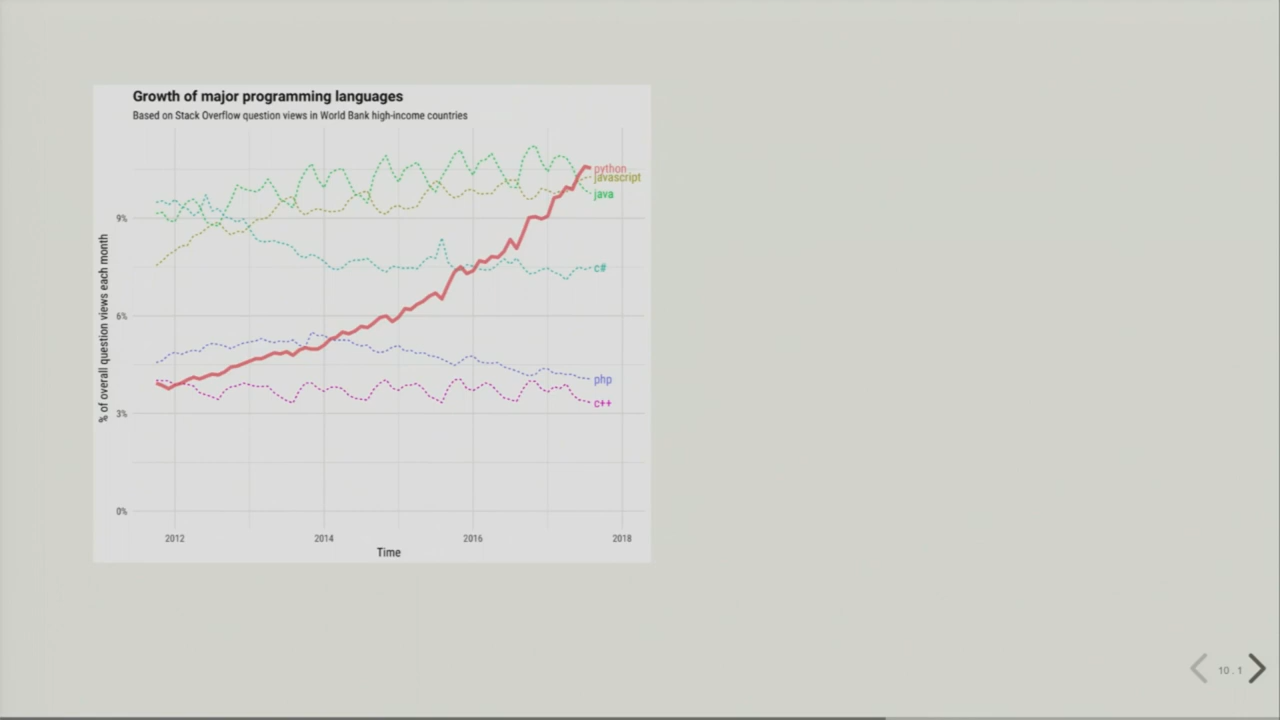 Growth of major programming languages
Based on Stack Overflow question views in World Bank high-income countries
% of overall question views each month
9%
6%
3%
0%
python
javascript
java
c#
php
c++
2012
2014
2016
2018
Time
10.1